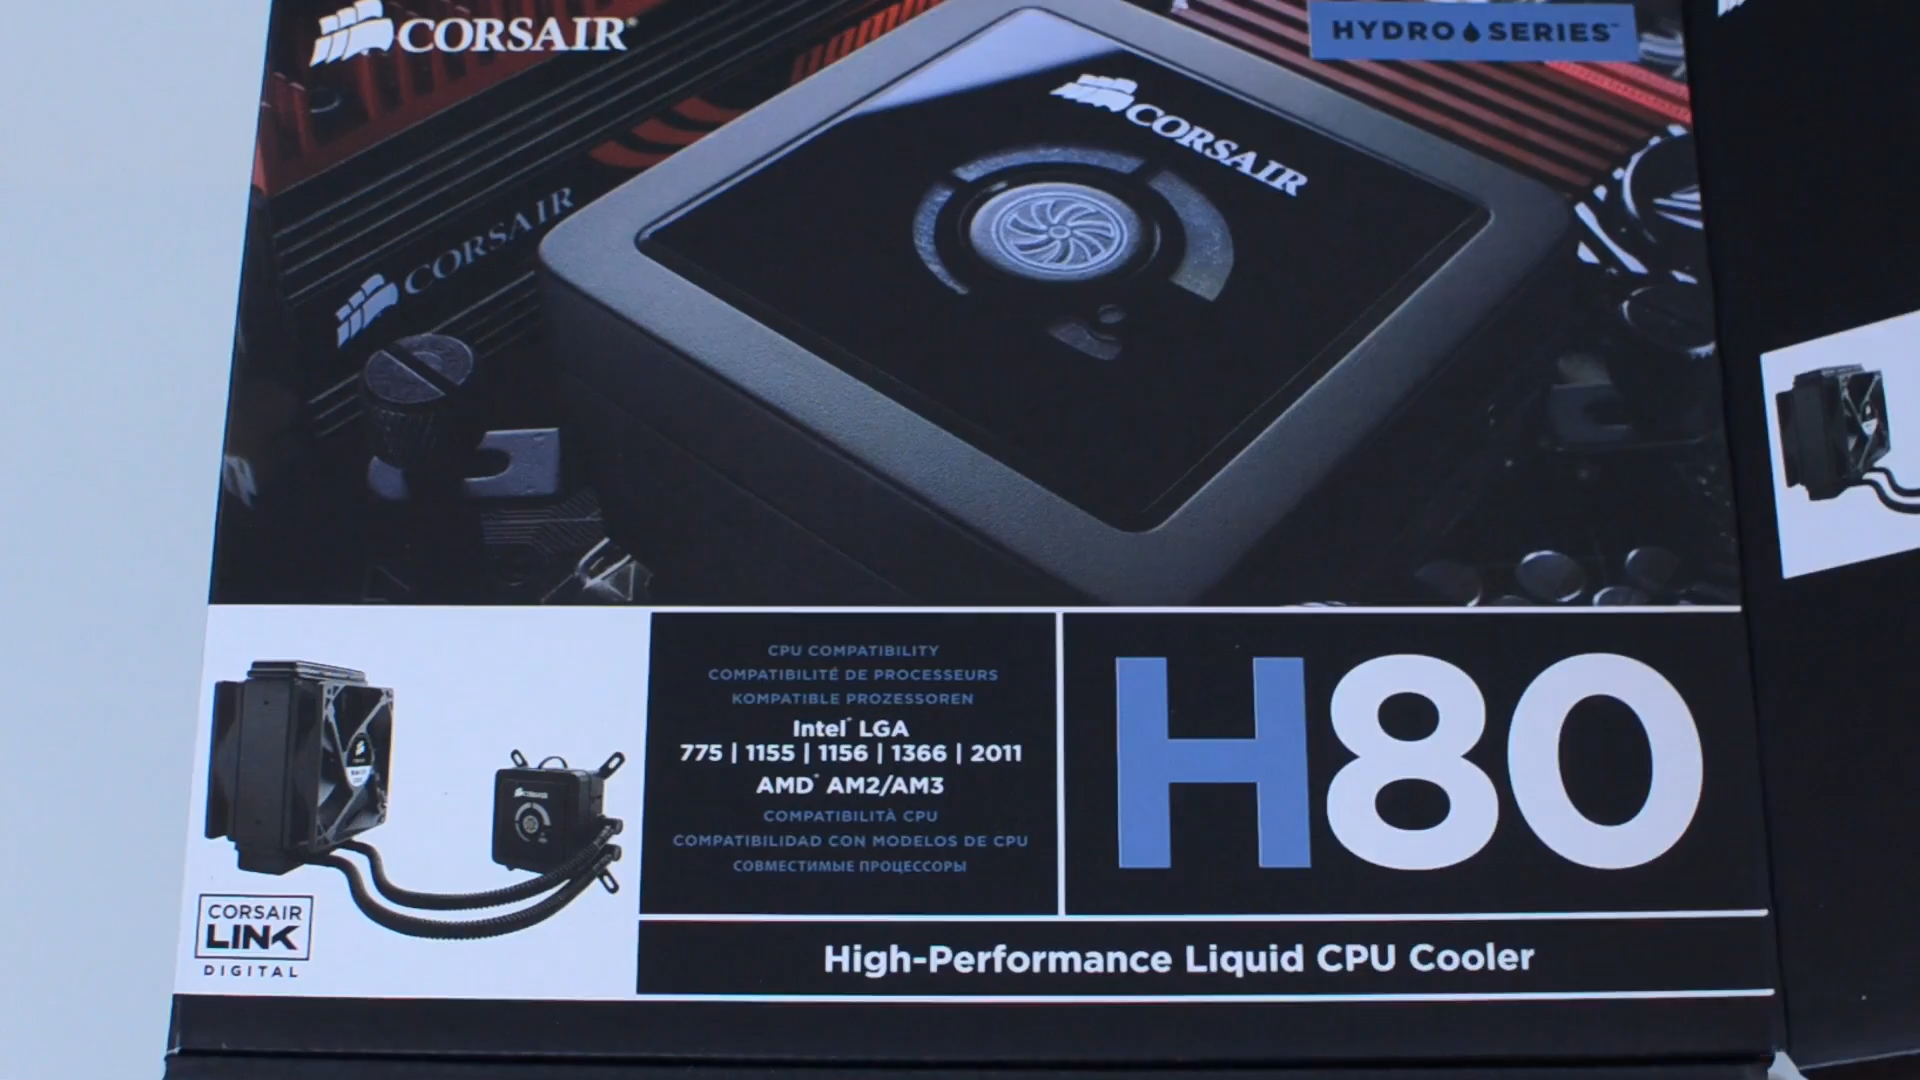 CORSAIR
HYDRO SERIES™
CORSAIR
CORSAIR
CPU COMPATIBILITY
COMPATIBILITÉ DE PROCESSEURS
KOMPATIBLE PROZESSOREN
Intel® LGA
775 | 1155 | 1156 | 1366 | 2011
AMD® AM2/AM3
COMPATIBILITÀ CPU
COMPATIBILIDAD CON MODELOS DE CPU
СОВМЕСТИМЫЕ ПРОЦЕССОРЫ
H80
CORSAIR
CORSAIR
LINK
DIGITAL
High-Performance Liquid CPU Cooler